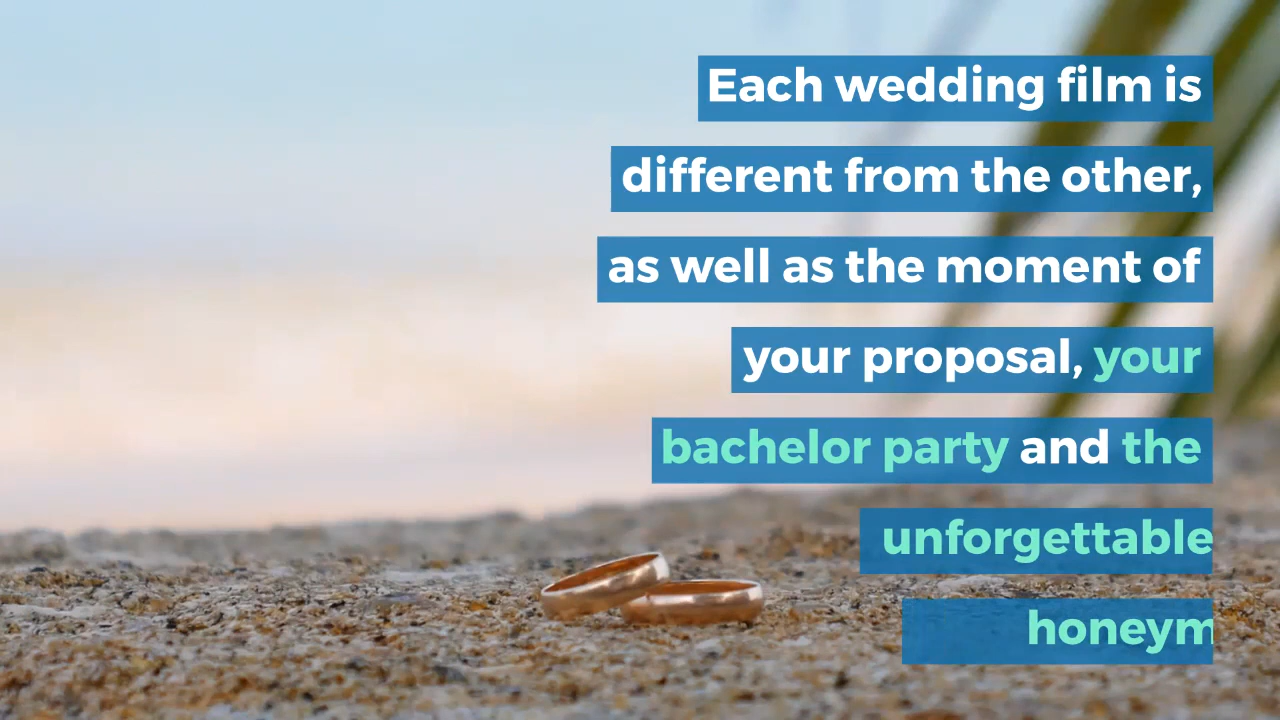 Each wedding film is
different from the other,
as well as the moment of
your proposal, your
bachelor party and the
unforgettable
honeym